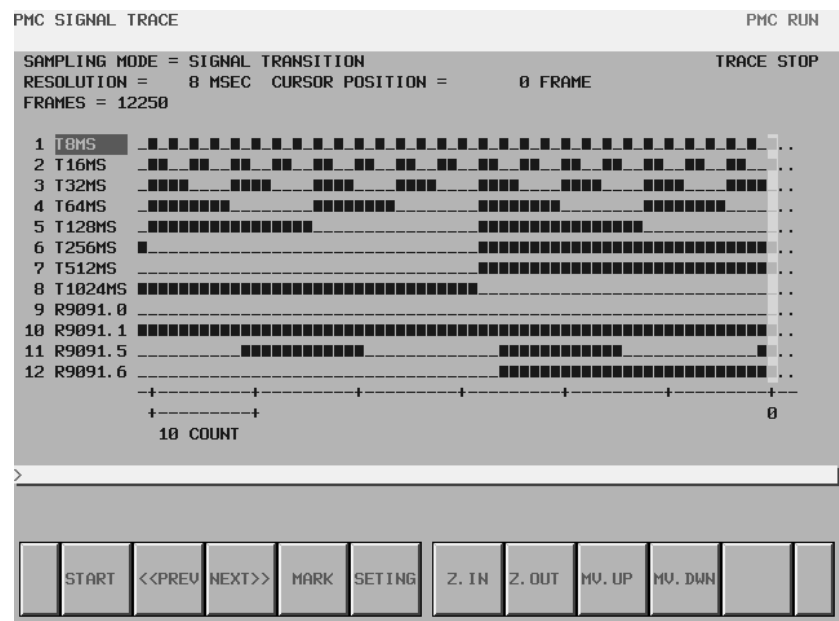 PMC SIGNAL TRACE PMC RUN
SAMPLING MODE = SIGNAL TRANSITION TRACE STOP
RESOLUTION = 8 MSEC CURSOR POSITION = 0 FRAME
FRAMES = 12250
1 T8MS
2 T16MS
3 T32MS
4 T64MS
5 T128MS
6 T256MS
7 T512MS
8 T1024MS
9 R9091.0
10 R9091.1
11 R9091.5
12 R9091.6
0
10 COUNT
>
START <<PREV NEXT>> MARK SETING Z.IN Z.OUT MV.UP MV.DWN